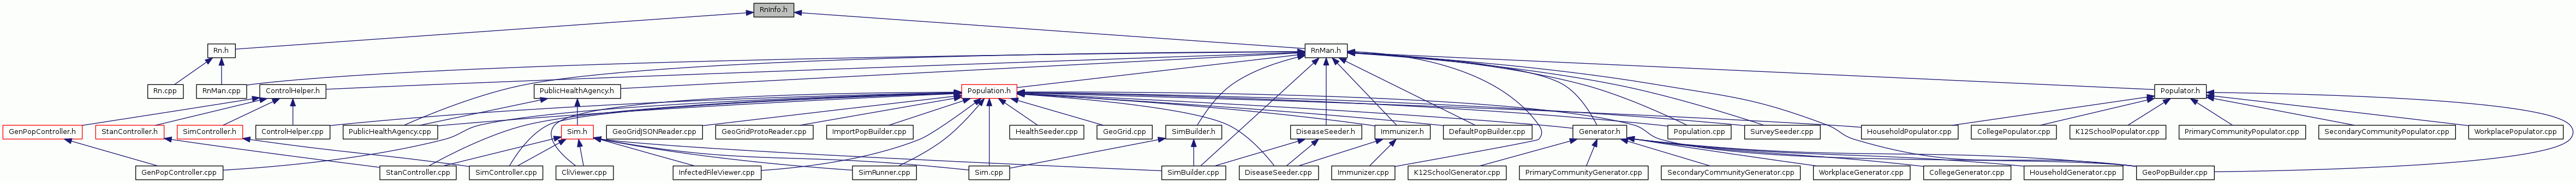 RnInfo.h
Rn.h
RnMan.h
Rn.cpp
RnMan.cpp
ControlHelper.h
PublicHealthAgency.h
Population.h
Populator.h
GenPopController.h
StanController.h
SimController.h
ControlHelper.cpp
PublicHealthAgency.cpp
Sim.h
GeoGridJSONReader.cpp
GeoGridProtoReader.cpp
ImportPopBuilder.cpp
HealthSeeder.cpp
GeoGrid.cpp
SimBuilder.h
DiseaseSeeder.h
Immunizer.h
DefaultPopBuilder.cpp
Generator.h
Population.cpp
SurveySeeder.cpp
HouseholdPopulator.cpp
CollegePopulator.cpp
K12SchoolPopulator.cpp
PrimaryCommunityPopulator.cpp
SecondaryCommunityPopulator.cpp
WorkplacePopulator.cpp
GenPopController.cpp
StanController.cpp
SimController.cpp
CliViewer.cpp
InfectedFileViewer.cpp
SimRunner.cpp
Sim.cpp
SimBuilder.cpp
DiseaseSeeder.cpp
Immunizer.cpp
K12SchoolGenerator.cpp
PrimaryCommunityGenerator.cpp
SecondaryCommunityGenerator.cpp
WorkplaceGenerator.cpp
CollegeGenerator.cpp
HouseholdGenerator.cpp
GeoPopBuilder.cpp